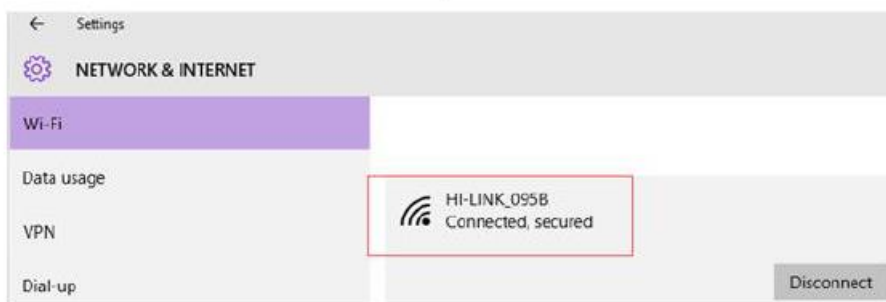 ← Settings
NETWORK & INTERNET
Wi-Fi
Data usage
VPN
Dial-up
HI-LINK_095B
Connected, secured
Disconnect